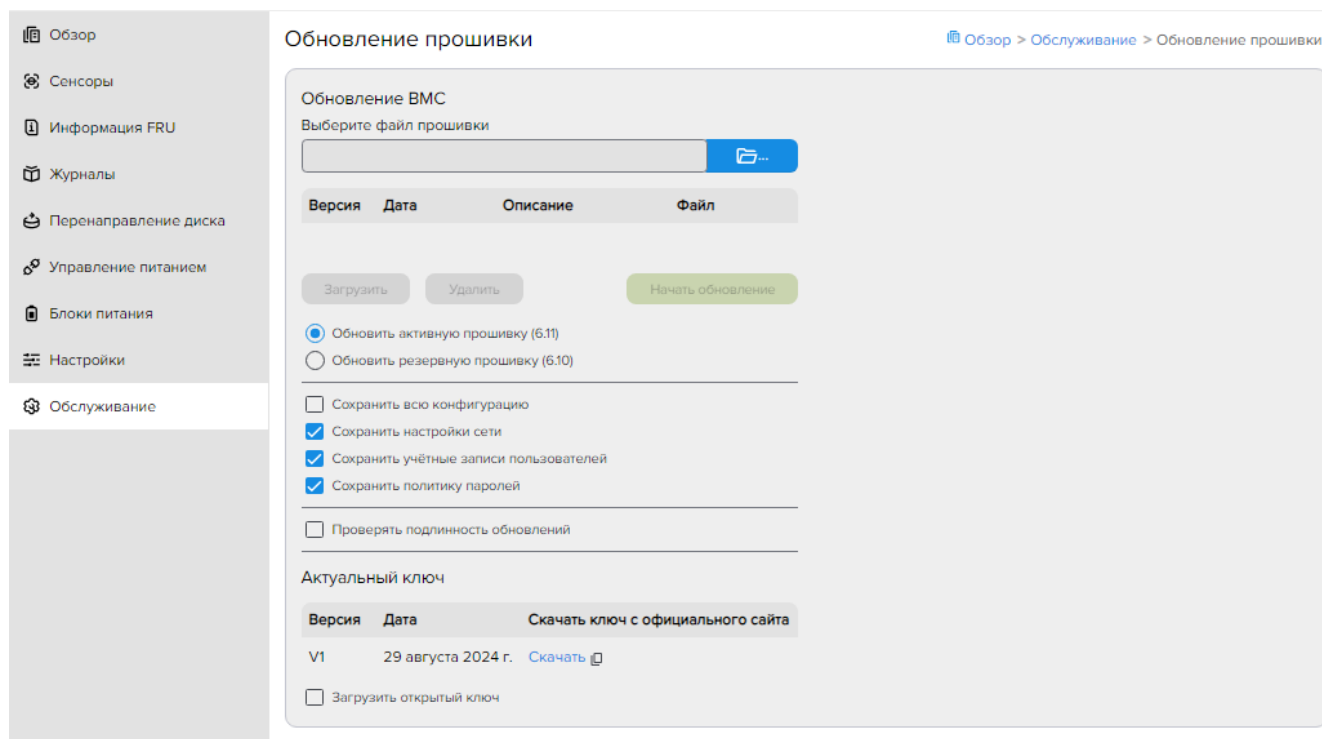 Обзор
Сенсоры
Информация FRU
Журналы
Перенаправление диска
Управление питанием
Блоки питания
Настройки
Обслуживание
Обновление прошивки
Обзор > Обслуживание > Обновление прошивки
Обновление BMC
Выберите файл прошивки
...
Версия Дата Описание Файл
Загрузить Удалить Начать обновление
Обновить активную прошивку (6.11)
Обновить резервную прошивку (6.10)
Сохранить всю конфигурацию
Сохранить настройки сети
Сохранить учётные записи пользователей
Сохранить политику паролей
Проверять подлинность обновлений
Актуальный ключ
Версия Дата Скачать ключ с официального сайта
V1 29 августа 2024 г. Скачать
Загрузить открытый ключ